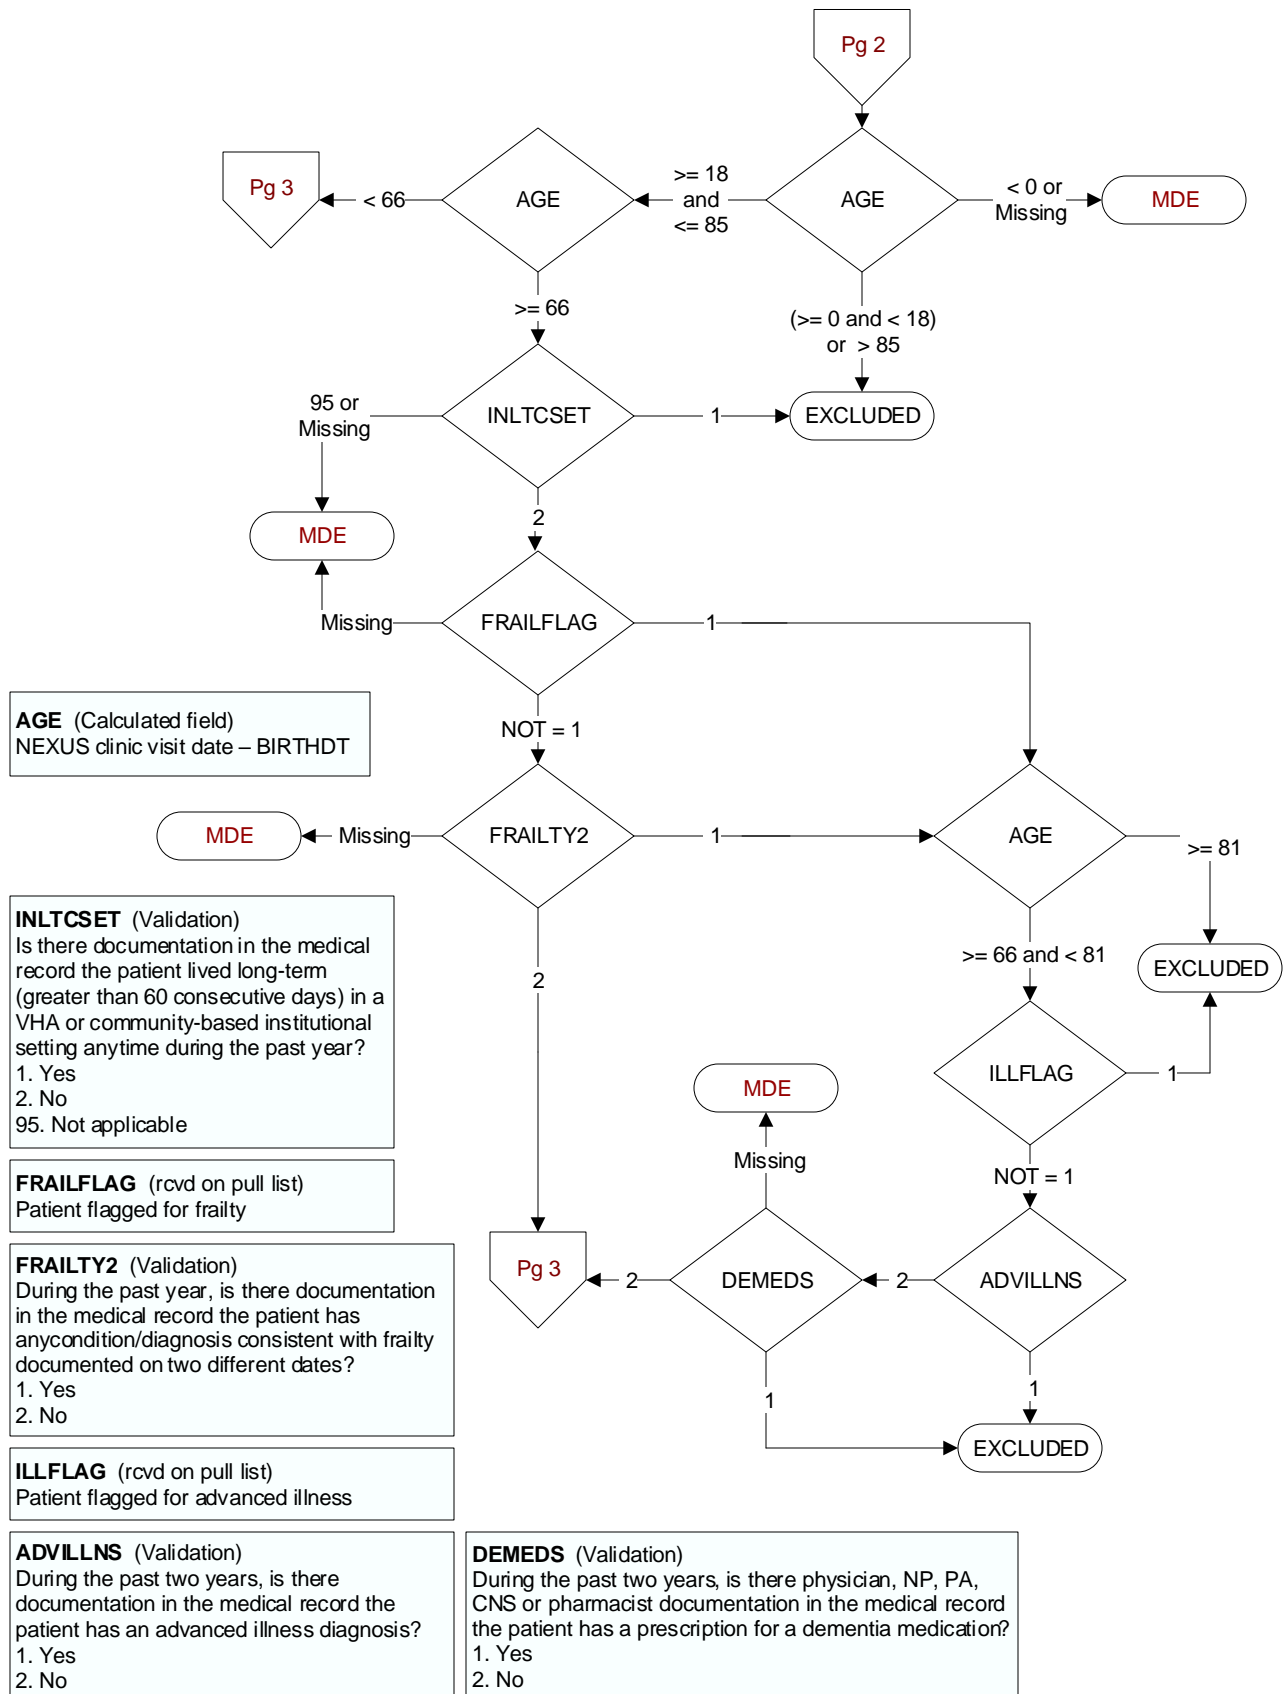 Pg 2
AGE
< 0 or
Missing
MDE
>= 18
and
<= 85
AGE
< 66
Pg 3
(>= 0 and < 18)
or > 85
>= 66
INLTCSET
95 or
Missing
1
EXCLUDED
2
MDE
FRAILFLAG
Missing
1
NOT = 1
AGE (Calculated field)
NEXUS clinic visit date – BIRTHDT
MDE
Missing
FRAILTY2
1
AGE
>= 81
2
>= 66 and < 81
EXCLUDED
INLTCSET (Validation)
Is there documentation in the medical
record the patient lived long-term
(greater than 60 consecutive days) in a
VHA or community-based institutional
setting anytime during the past year?
1. Yes
2. No
95. Not applicable
ILLFLAG
1
MDE
Missing
NOT = 1
FRAILFLAG (rcvd on pull list)
Patient flagged for frailty
Pg 3
2
DEMEDS
2
ADVILLNS
1
1
EXCLUDED
FRAILTY2 (Validation)
During the past year, is there documentation
in the medical record the patient has
anycondition/diagnosis consistent with frailty
documented on two different dates?
1. Yes
2. No
ILLFLAG (rcvd on pull list)
Patient flagged for advanced illness
ADVILLNS (Validation)
During the past two years, is there
documentation in the medical record the
patient has an advanced illness diagnosis?
1. Yes
2. No
DEMEDS (Validation)
During the past two years, is there physician, NP, PA,
CNS or pharmacist documentation in the medical record
the patient has a prescription for a dementia medication?
1. Yes
2. No